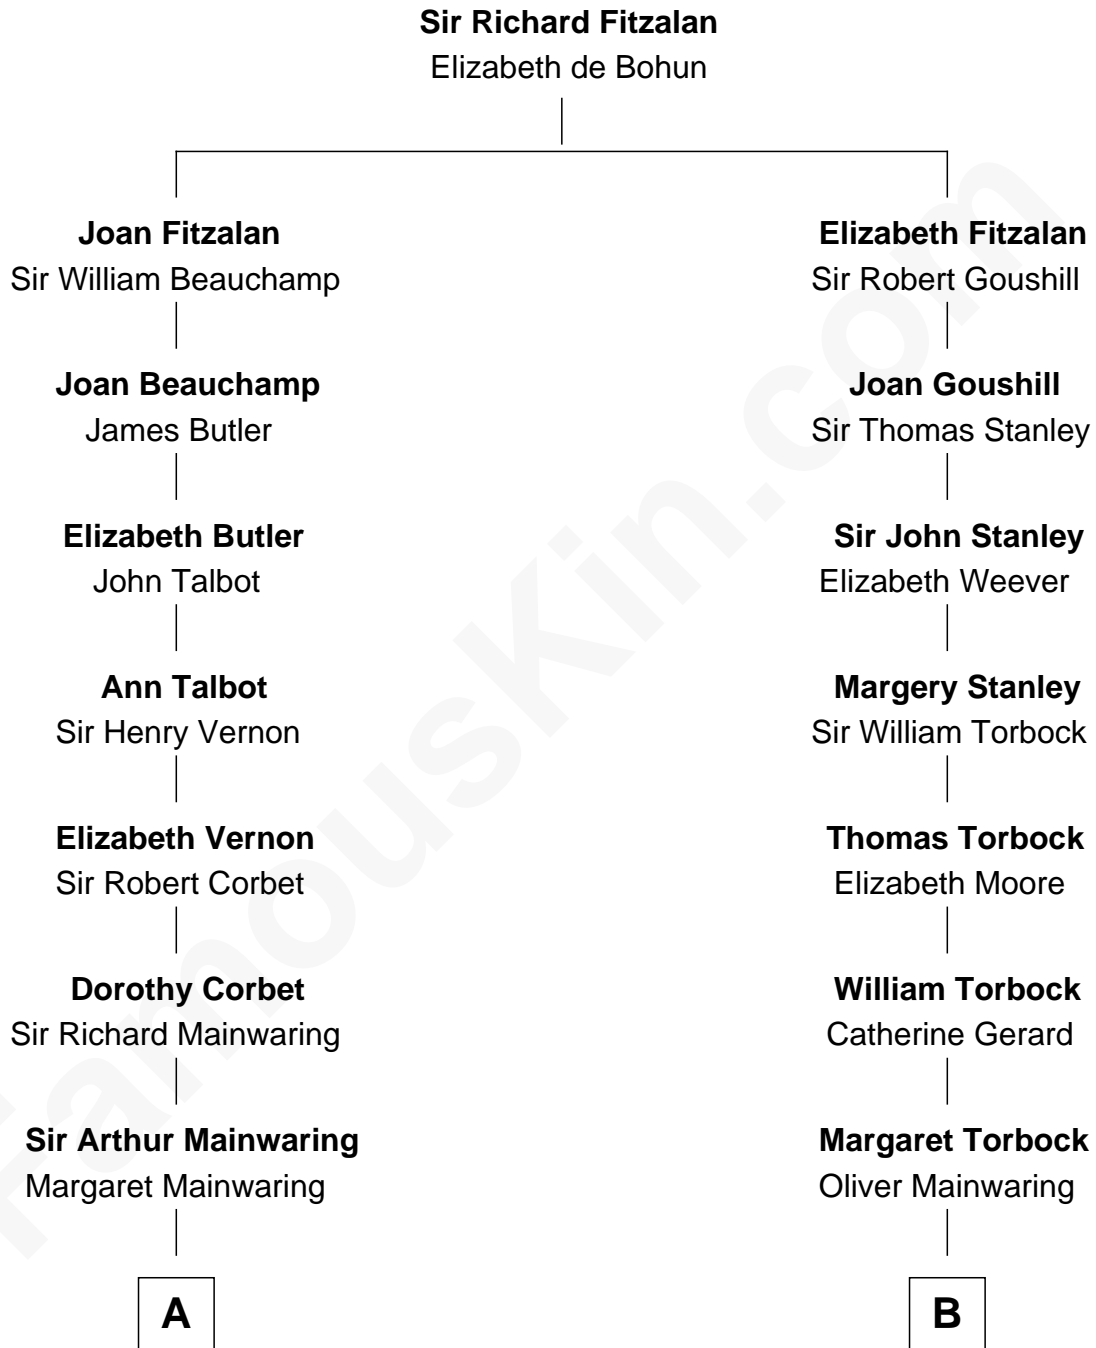 Sir Richard Fitzalan
Elizabeth de Bohun
Joan Fitzalan
Sir William Beauchamp
Elizabeth Fitzalan
Sir Robert Goushill
Joan Beauchamp
James Butler
Joan Goushill
Sir Thomas Stanley
Elizabeth Butler
John Talbot
Sir John Stanley
Elizabeth Weever
Ann Talbot
Sir Henry Vernon
Margery Stanley
Sir William Torbock
Elizabeth Vernon
Sir Robert Corbet
Thomas Torbock
Elizabeth Moore
Dorothy Corbet
Sir Richard Mainwaring
William Torbock
Catherine Gerard
Sir Arthur Mainwaring
Margaret Mainwaring
Margaret Torbock
Oliver Mainwaring
A
B
FamousKin.com